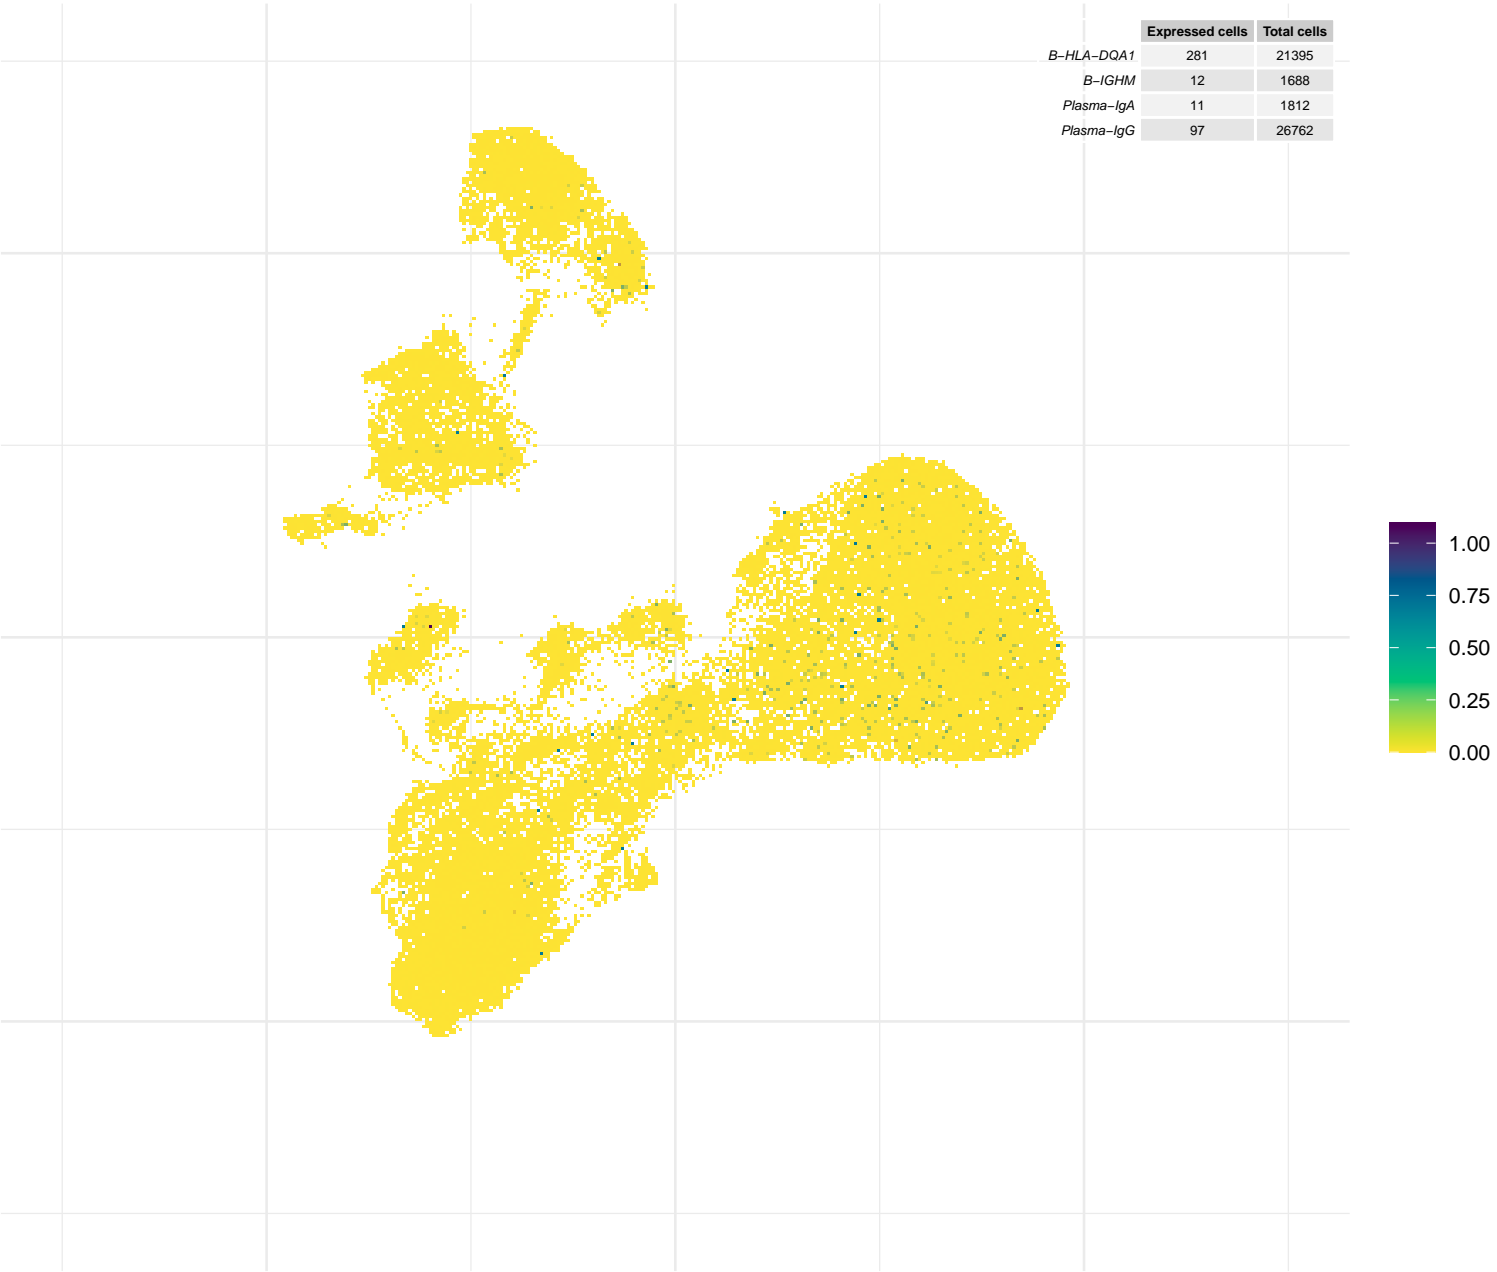 Expressed cells Total cells
B−HLA−DQA1 281 21395
B−IGHM 12 1688
Plasma−IgA 11 1812
Plasma−IgG 97 26762
1.00
0.75
0.50
0.25
0.00